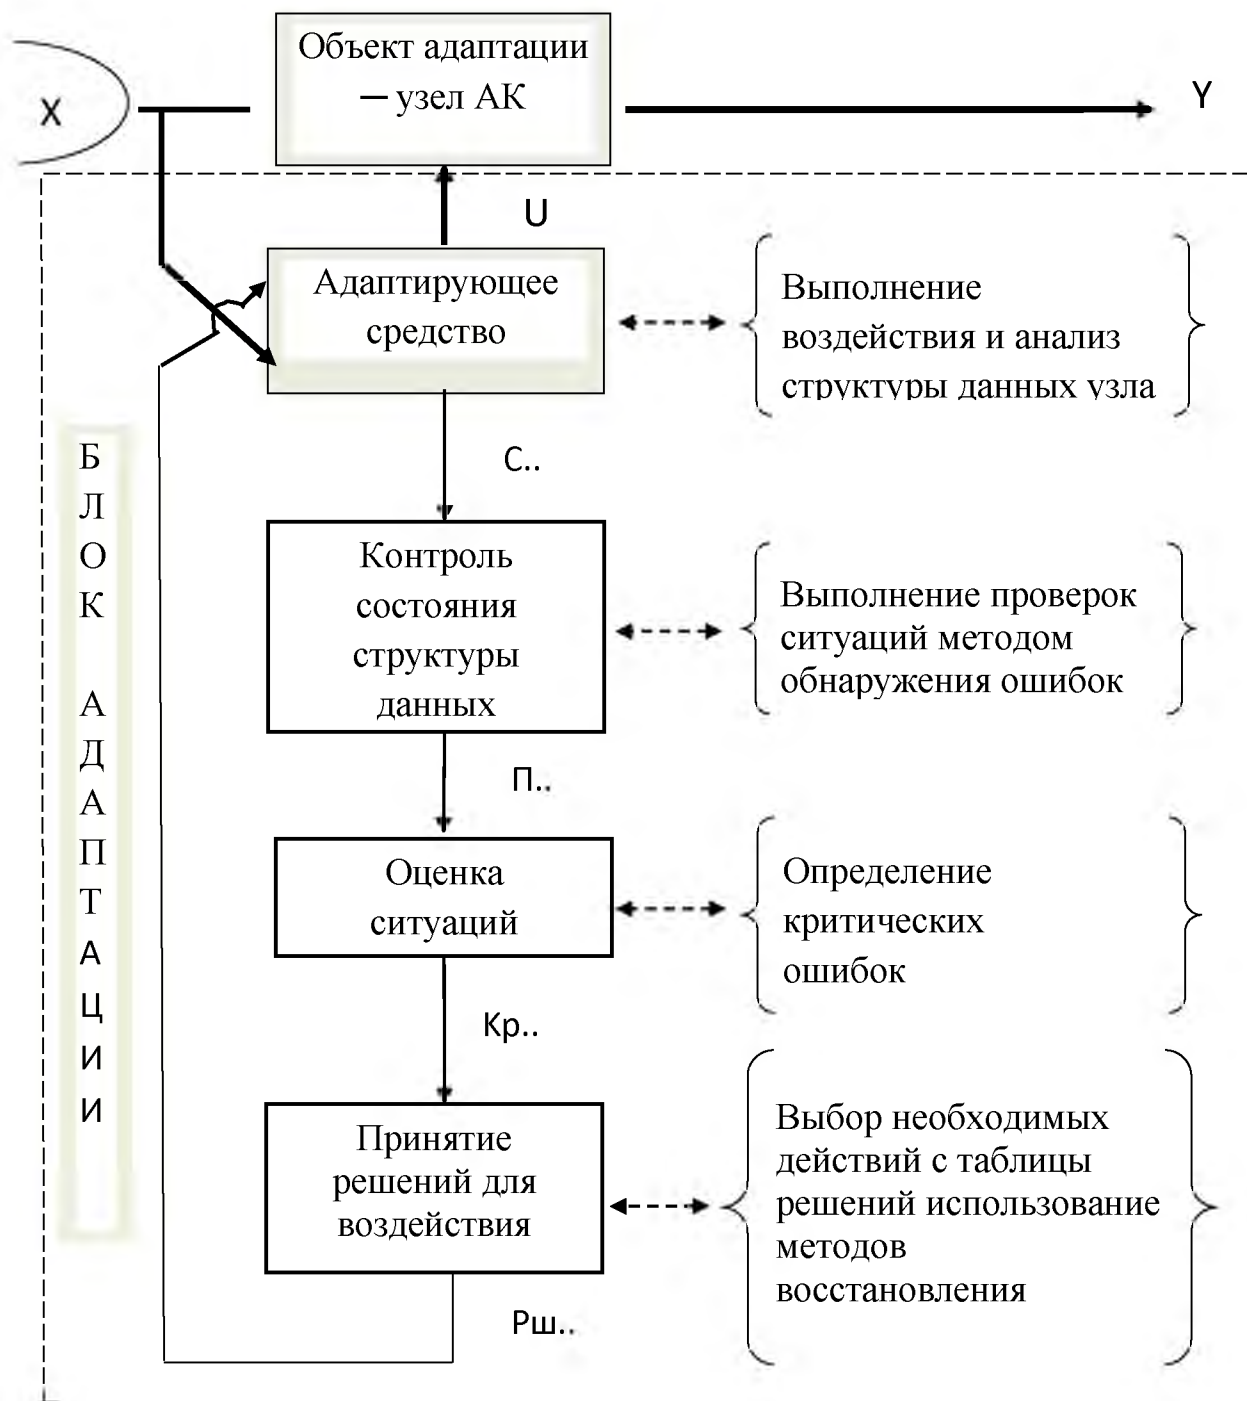 Объект адаптации
— узел АК
X
Y
U
Адаптирующее
средство
Выполнение
воздействия и анализ
структуры данных узла
С..
БЛОК АДАПТАЦИИ
Контроль
состояния
структуры
данных
Выполнение проверок
ситуаций методом
обнаружения ошибок
П..
Оценка
ситуаций
Определение
критических
ошибок
Кр..
Принятие
решений для
воздействия
Выбор необходимых
действий с таблицы
решений использование
методов
восстановления
Рш..